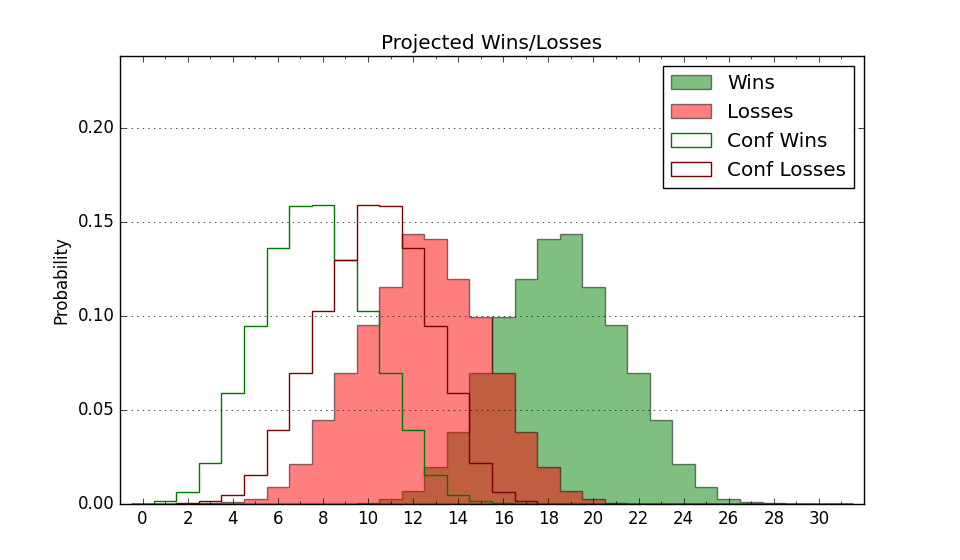 Projected Wins/Losses
Wins
Losses
Conf Wins
Conf Losses
Probability
0.20
0.15
0.10
0.05
0.00
0 2 4 6 8 10 12 14 16 18 20 22 24 26 28 30